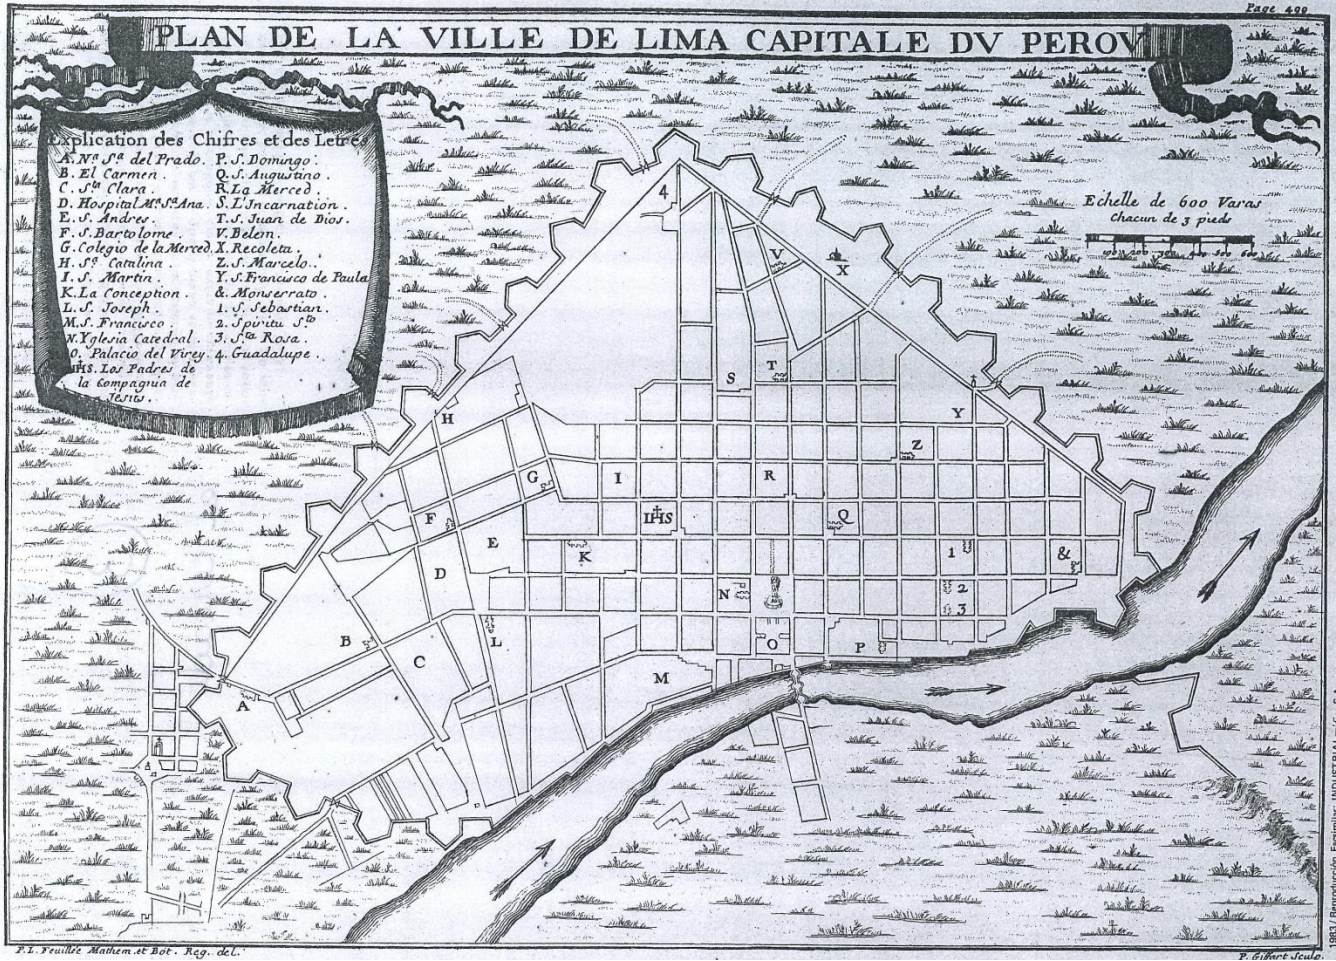 Page 499
PLAN DE LA VILLE DE LIMA CAPITALE DV PEROV
Explication des Chifres et des Letres
A. Nª Sª del Prado.
B. El Carmen.
C. Sta Clara.
D. Hospital Mª Sª Ana.
E. S. Andres.
F. S. Bartolome.
G. Colegio de la Merced.
H. Sª Catalina.
I. S. Martin.
K. La Conception.
L. S. Joseph.
M. S. Francisco.
N. Yglesia Catedral.
O. Palacio del Virey.
IHS. Los Padres de
la Compagnia de
Jesus.
P. S. Domingo.
Q. S. Augustino.
R. La Merced.
S. L'Incarnation.
T. S. Juan de Dios.
V. Belem.
X. Recoleta.
Z. S. Marcelo.
Y. S. Francisco de Paula
&. Monserrato.
1. S. Sebastian.
2. Spiritu Sto
3. Sta Rosa.
4. Guadalupe.
Echelle de 600 Varas
chacun de 3 pieds
100 200 300 400 500 600
4
V
X
S
T
H
Y
Z
G
I
R
F
IHS
Q
E
K
1
&
D
N
2
3
B
C
L
O
P
M
A
P. L. Feuillée Mathem. et Bot. Reg. del.
P. Giffart Sculp.